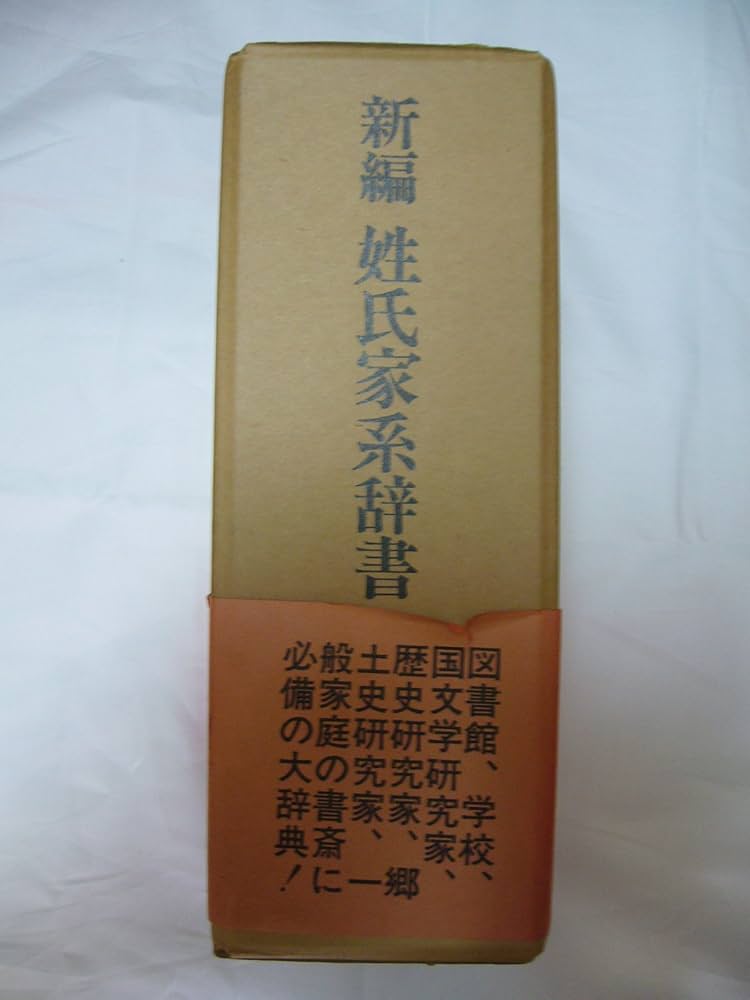 新編 姓氏家系辞書
図書館、学校、
国文学研究家、
歴史研究家、郷
土史研究家、一
般家庭の書斎に
必備の大辞典!